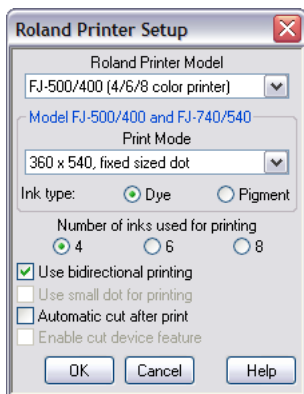 Roland Printer Setup
Roland Printer Model
FJ-500/400 (4/6/8 color printer)
Model FJ-500/400 and FJ-740/540
Print Mode
360 x 540, fixed sized dot
Ink type: Dye Pigment
Number of inks used for printing
4 6 8
Use bidirectional printing
Use small dot for printing
Automatic cut after print
Enable cut device feature
OK Cancel Help